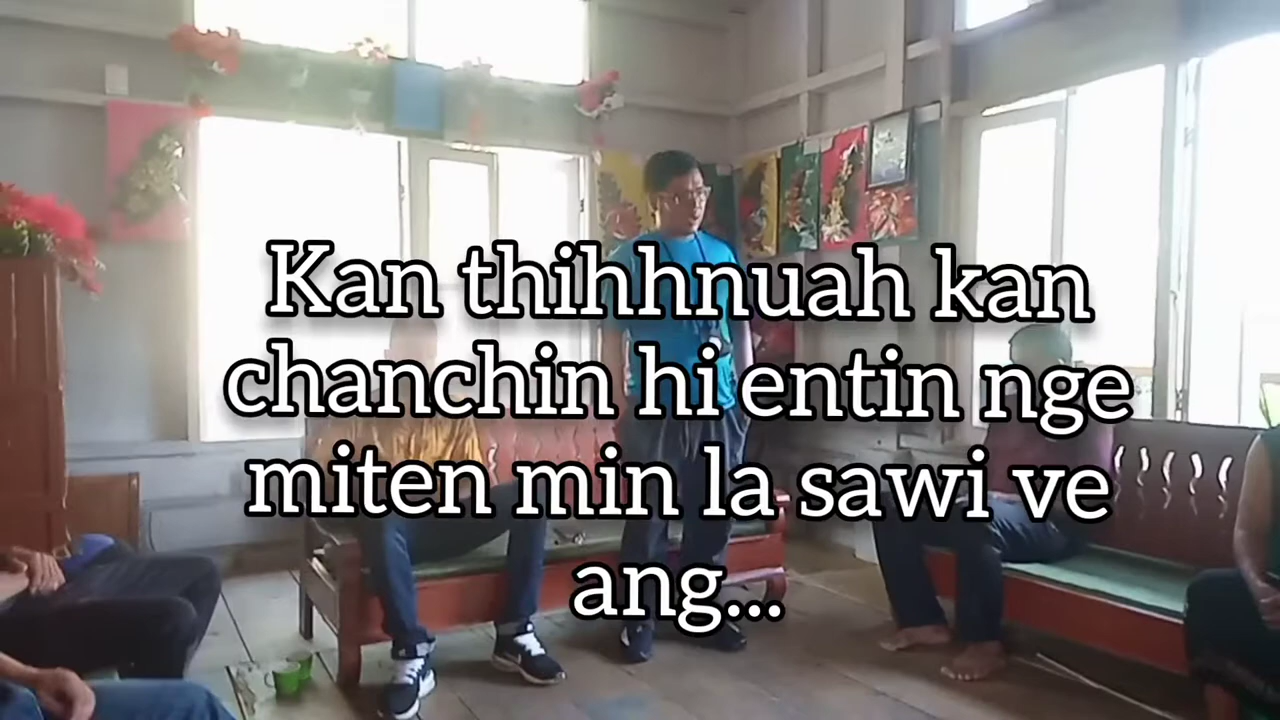 Kan thihhnuah kan
chanchin hi entin nge
miten min la sawi ve
ang...